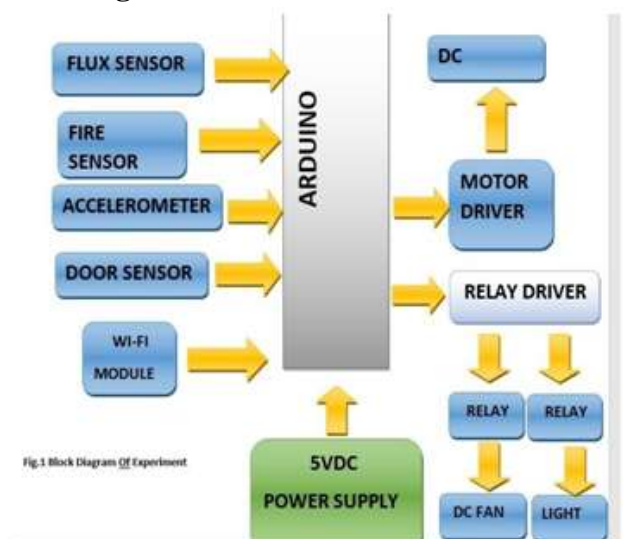 FLUX SENSOR
FIRE
SENSOR
ACCELEROMETER
DOOR SENSOR
WI-FI
MODULE
ARDUINO
DC
MOTOR
DRIVER
RELAY DRIVER
RELAY
RELAY
DC FAN
LIGHT
5VDC
POWER SUPPLY
Fig.1 Block Diagram Of Experiment